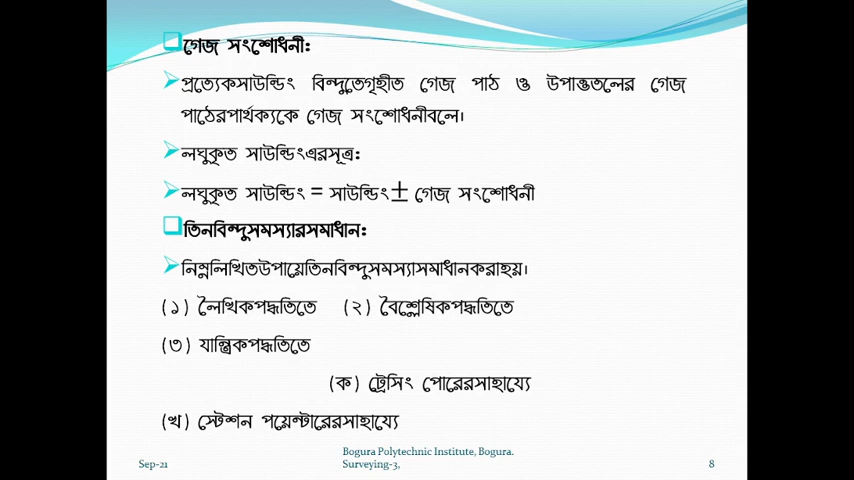 গেজ সংশোধনী:
প্রত্যেকসাউন্ডিং বিন্দুতেগৃহীত গেজ পাঠ ও উপাত্ততলের গেজ
পাঠেরপার্থক্যকে গেজ সংশোধনীবলে।
লঘুকৃত সাউন্ডিংএরসূত্র:
লঘুকৃত সাউন্ডিং = সাউন্ডিং± গেজ সংশোধনী
তিনবিন্দুসমস্যারসমাধান:
নিম্নলিখিতউপায়েতিনবিন্দুসমস্যাসমাধানকরাহয়।
(১) লৈখিকপদ্ধতিতে (২) বৈশ্লেষিকপদ্ধতিতে
(৩) যান্ত্রিকপদ্ধতিতে
(ক) ট্রেসিং পেপারেরসাহায্যে
(খ) স্টেশন পয়েন্টারেরসাহায্যে
Bogura Polytechnic Institute, Bogura.
Sep-21 Surveying-3, 8